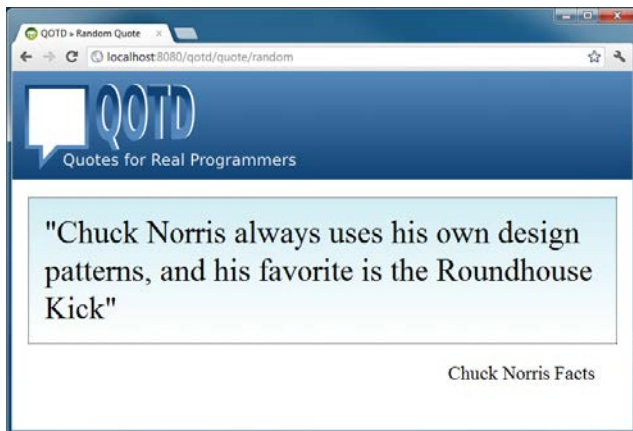 QOTD » Random Quote
localhost:8080/qotd/quote/random
QOTD
Quotes for Real Programmers
"Chuck Norris always uses his own design
patterns, and his favorite is the Roundhouse
Kick"
Chuck Norris Facts